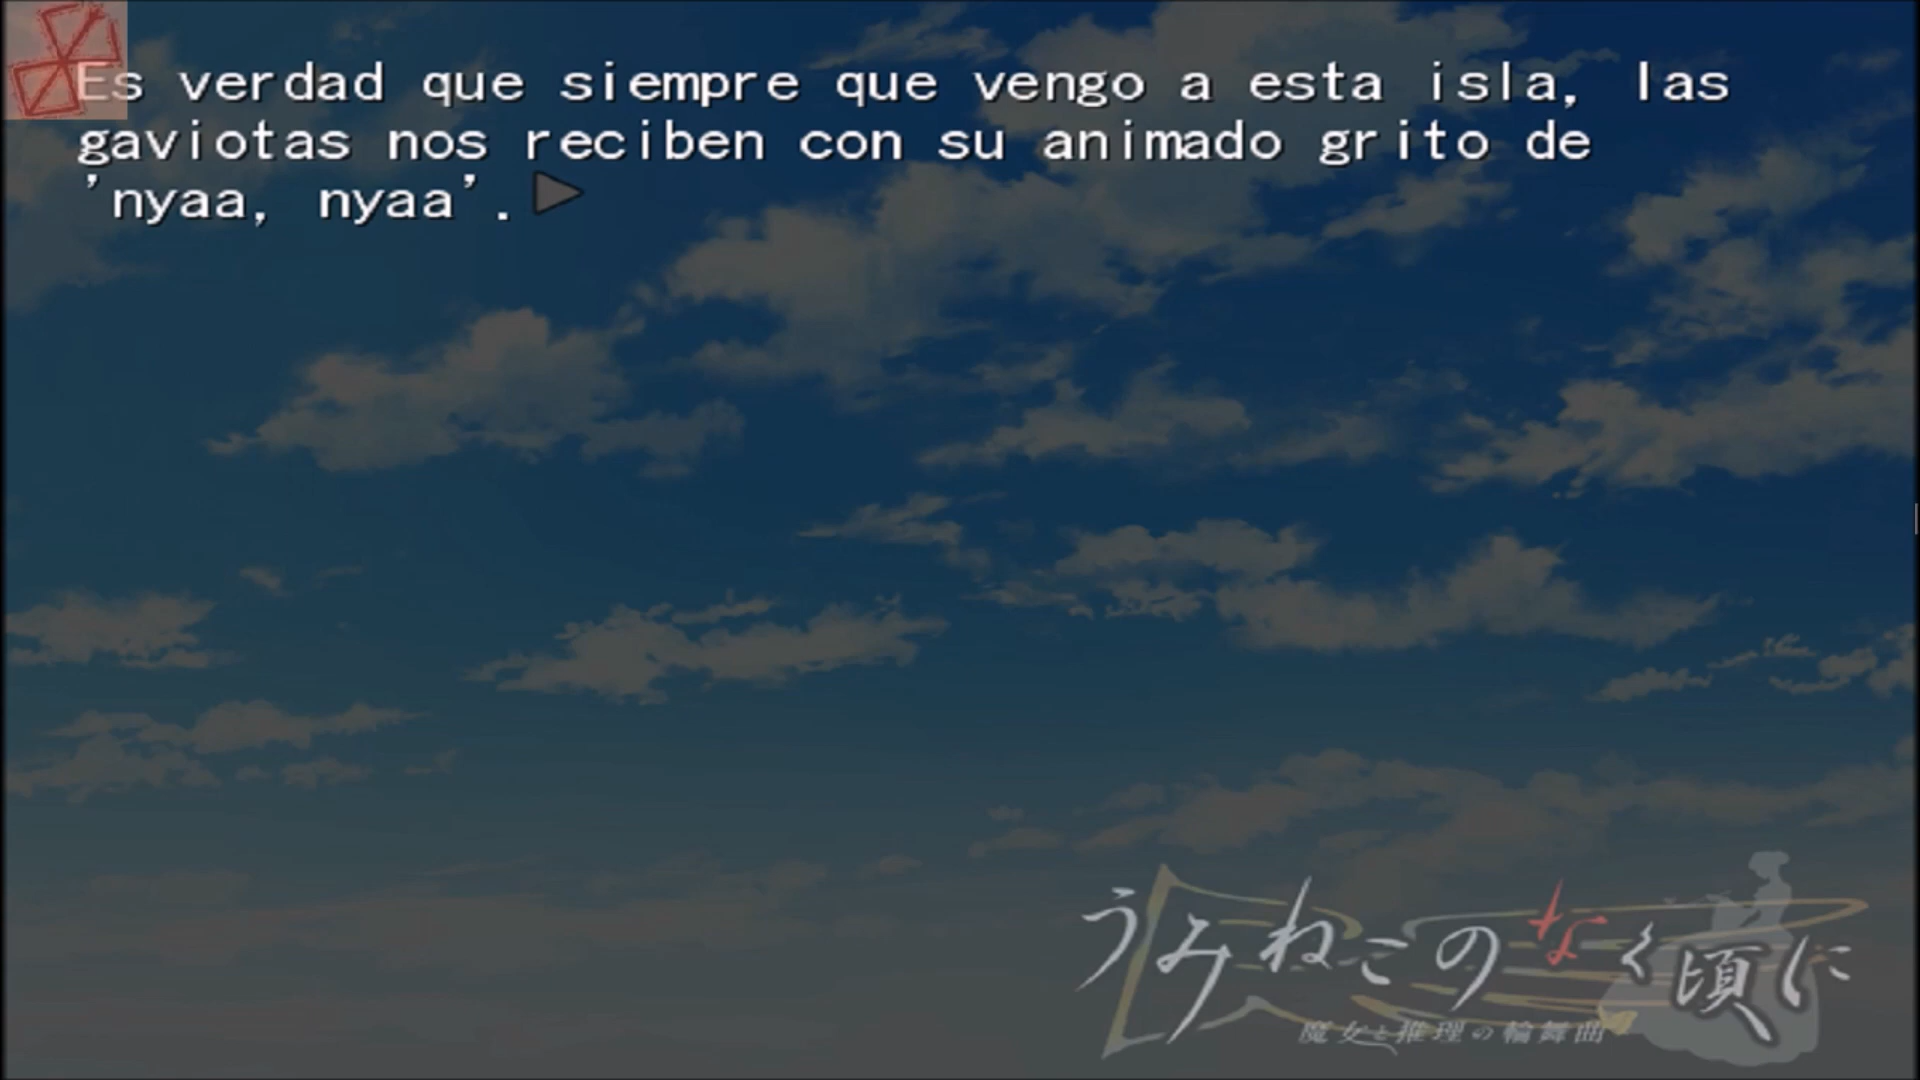 Es verdad que siempre que vengo a esta isla, las
gaviotas nos reciben con su animado grito de
'nyaa, nyaa'.
うみねこのなく頃に
魔女と推理の輪舞曲